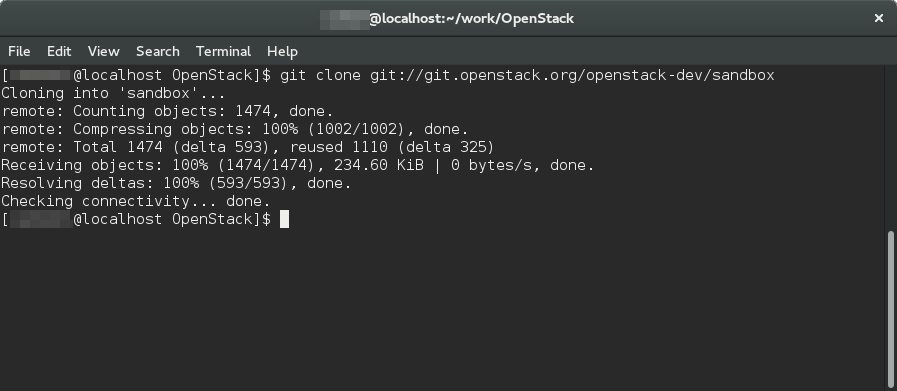 @localhost:~/work/OpenStack ×
File Edit View Search Terminal Help
[@localhost OpenStack]$ git clone git://git.openstack.org/openstack-dev/sandbox
Cloning into 'sandbox'...
remote: Counting objects: 1474, done.
remote: Compressing objects: 100% (1002/1002), done.
remote: Total 1474 (delta 593), reused 1110 (delta 325)
Receiving objects: 100% (1474/1474), 234.60 KiB | 0 bytes/s, done.
Resolving deltas: 100% (593/593), done.
Checking connectivity... done.
[@localhost OpenStack]$